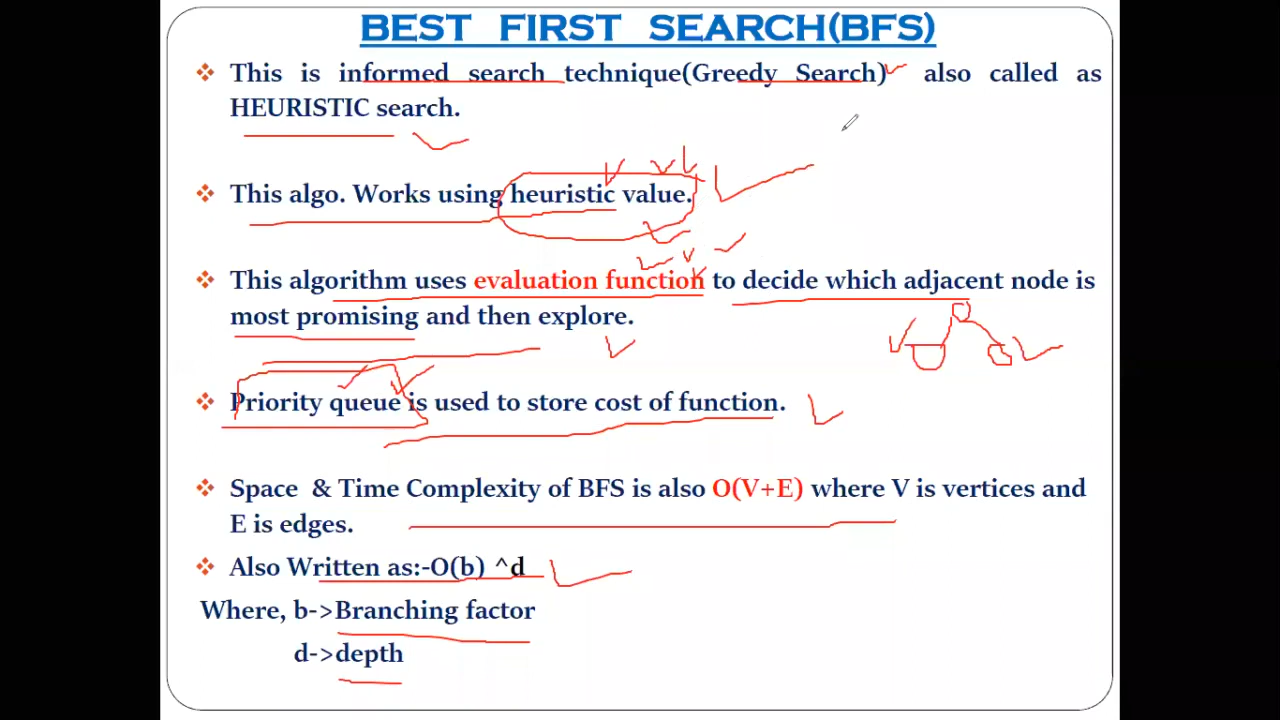 BEST FIRST SEARCH(BFS)
This is informed search technique(Greedy Search) also called as
HEURISTIC search.
This algo. Works using heuristic value.
This algorithm uses evaluation function to decide which adjacent node is
most promising and then explore.
Priority queue is used to store cost of function.
Space & Time Complexity of BFS is also O(V+E) where V is vertices and
E is edges.
Also Written as:-O(b) ^d
Where, b->Branching factor
d->depth